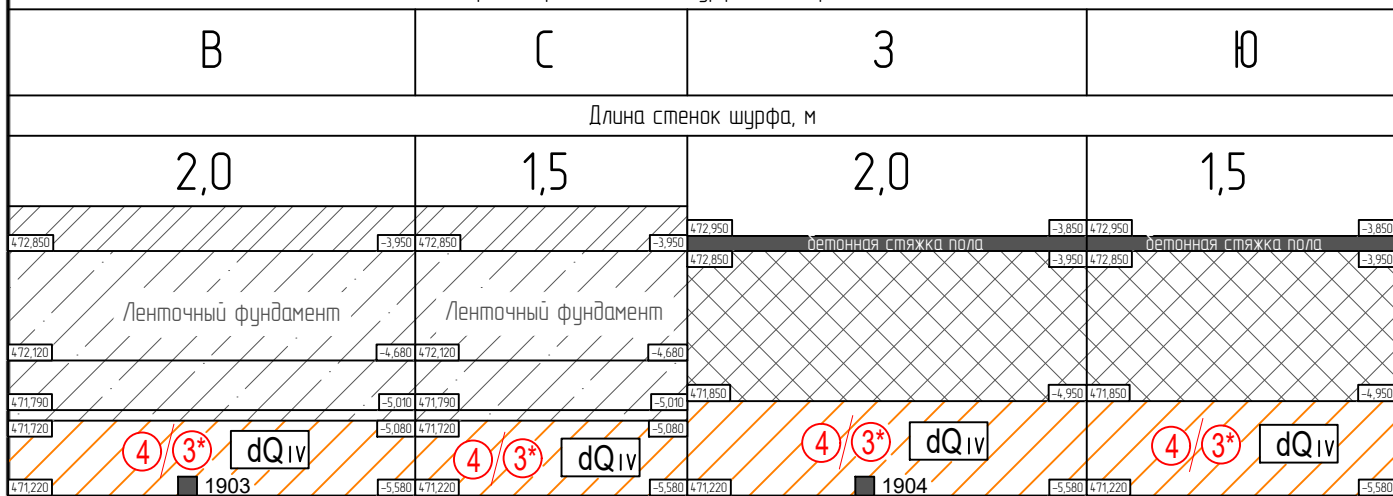 В С З Ю
Длина стенок шурфа, м
2,0 1,5 2,0 1,5
472,950 -3,850 472,950 -3,850
472,850 -3,950 472,850 -3,950 бетонная стяжка пола бетонная стяжка пола
472,850 -3,950 472,850 -3,950
Ленточный фундамент Ленточный фундамент
472,120 -4,680 472,120 -4,680
471,790 -5,010 471,790 -5,010 471,850 -4,950 471,850 -4,950
471,720 -5,080 471,720 -5,080
4/3* dQIV 4/3* dQIV 4/3* dQIV 4/3* dQIV
471,220 1903 -5,580 471,220 -5,580 471,220 1904 -5,580 471,220 -5,580